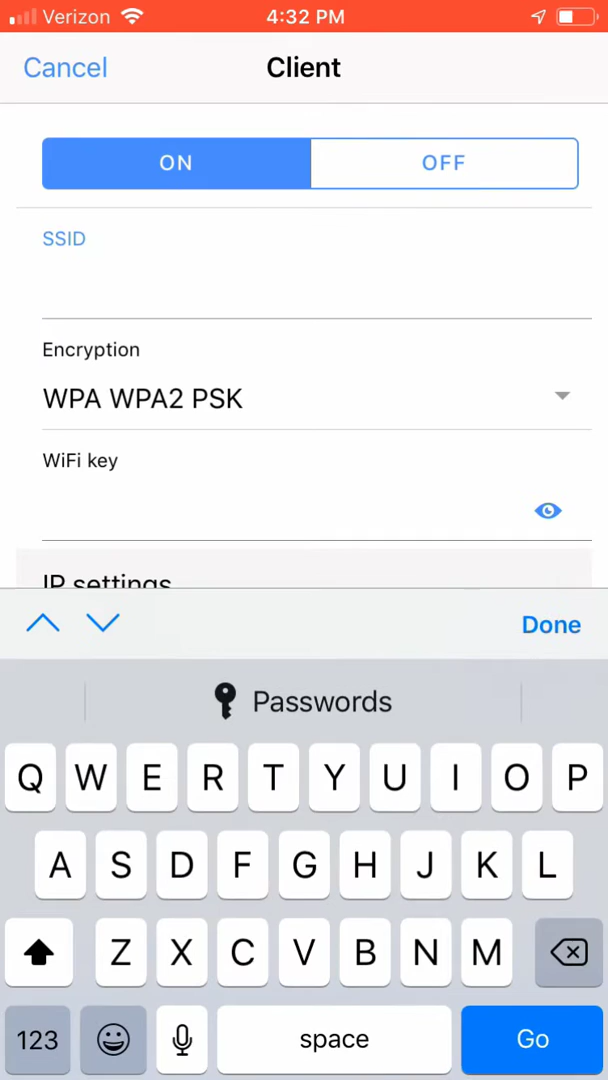 Verizon 4:32 PM
Cancel Client
ON OFF
SSID
Encryption
WPA WPA2 PSK
WiFi key
IP settings
Done
Passwords
Q W E R T Y U I O P
A S D F G H J K L
Z X C V B N M
123 space Go